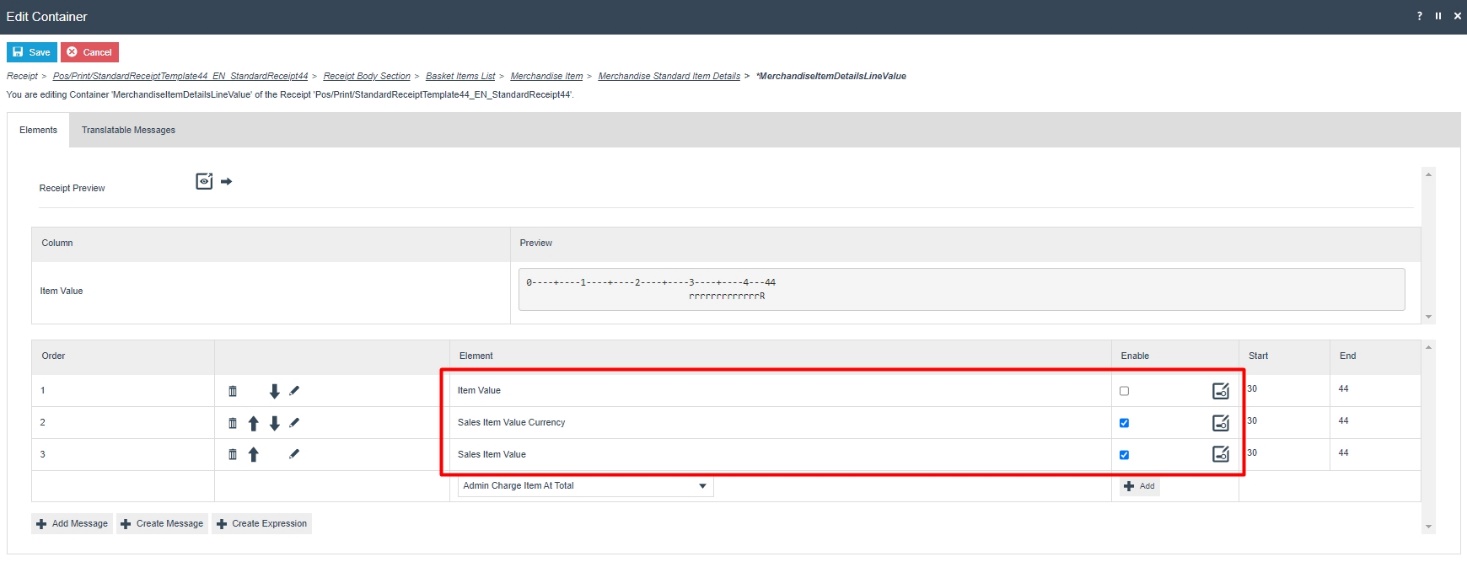 Edit Container
?
Save Cancel
Receipt > Pos/Print/StandardReceiptTemplate44_EN_StandardReceipt44 > Receipt Body Section > Basket Items List > Merchandise Item > Merchandise Standard Item Details > *MerchandiseItemDetailsLineValue
You are editing Container 'MerchandiseItemDetailsLineValue' of the Receipt 'Pos/Print/StandardReceiptTemplate44_EN_StandardReceipt44'.
Elements Translatable Messages
Receipt Preview
Column Preview
Item Value
0----+----1----+----2----+----3----+----4---44
rrrrrrrrrrrrrR
Order Element Enable Start End
1 Item Value 30 44
2 Sales Item Value Currency 30 44
3 Sales Item Value 30 44
Admin Charge Item At Total Add
Add Message Create Message Create Expression